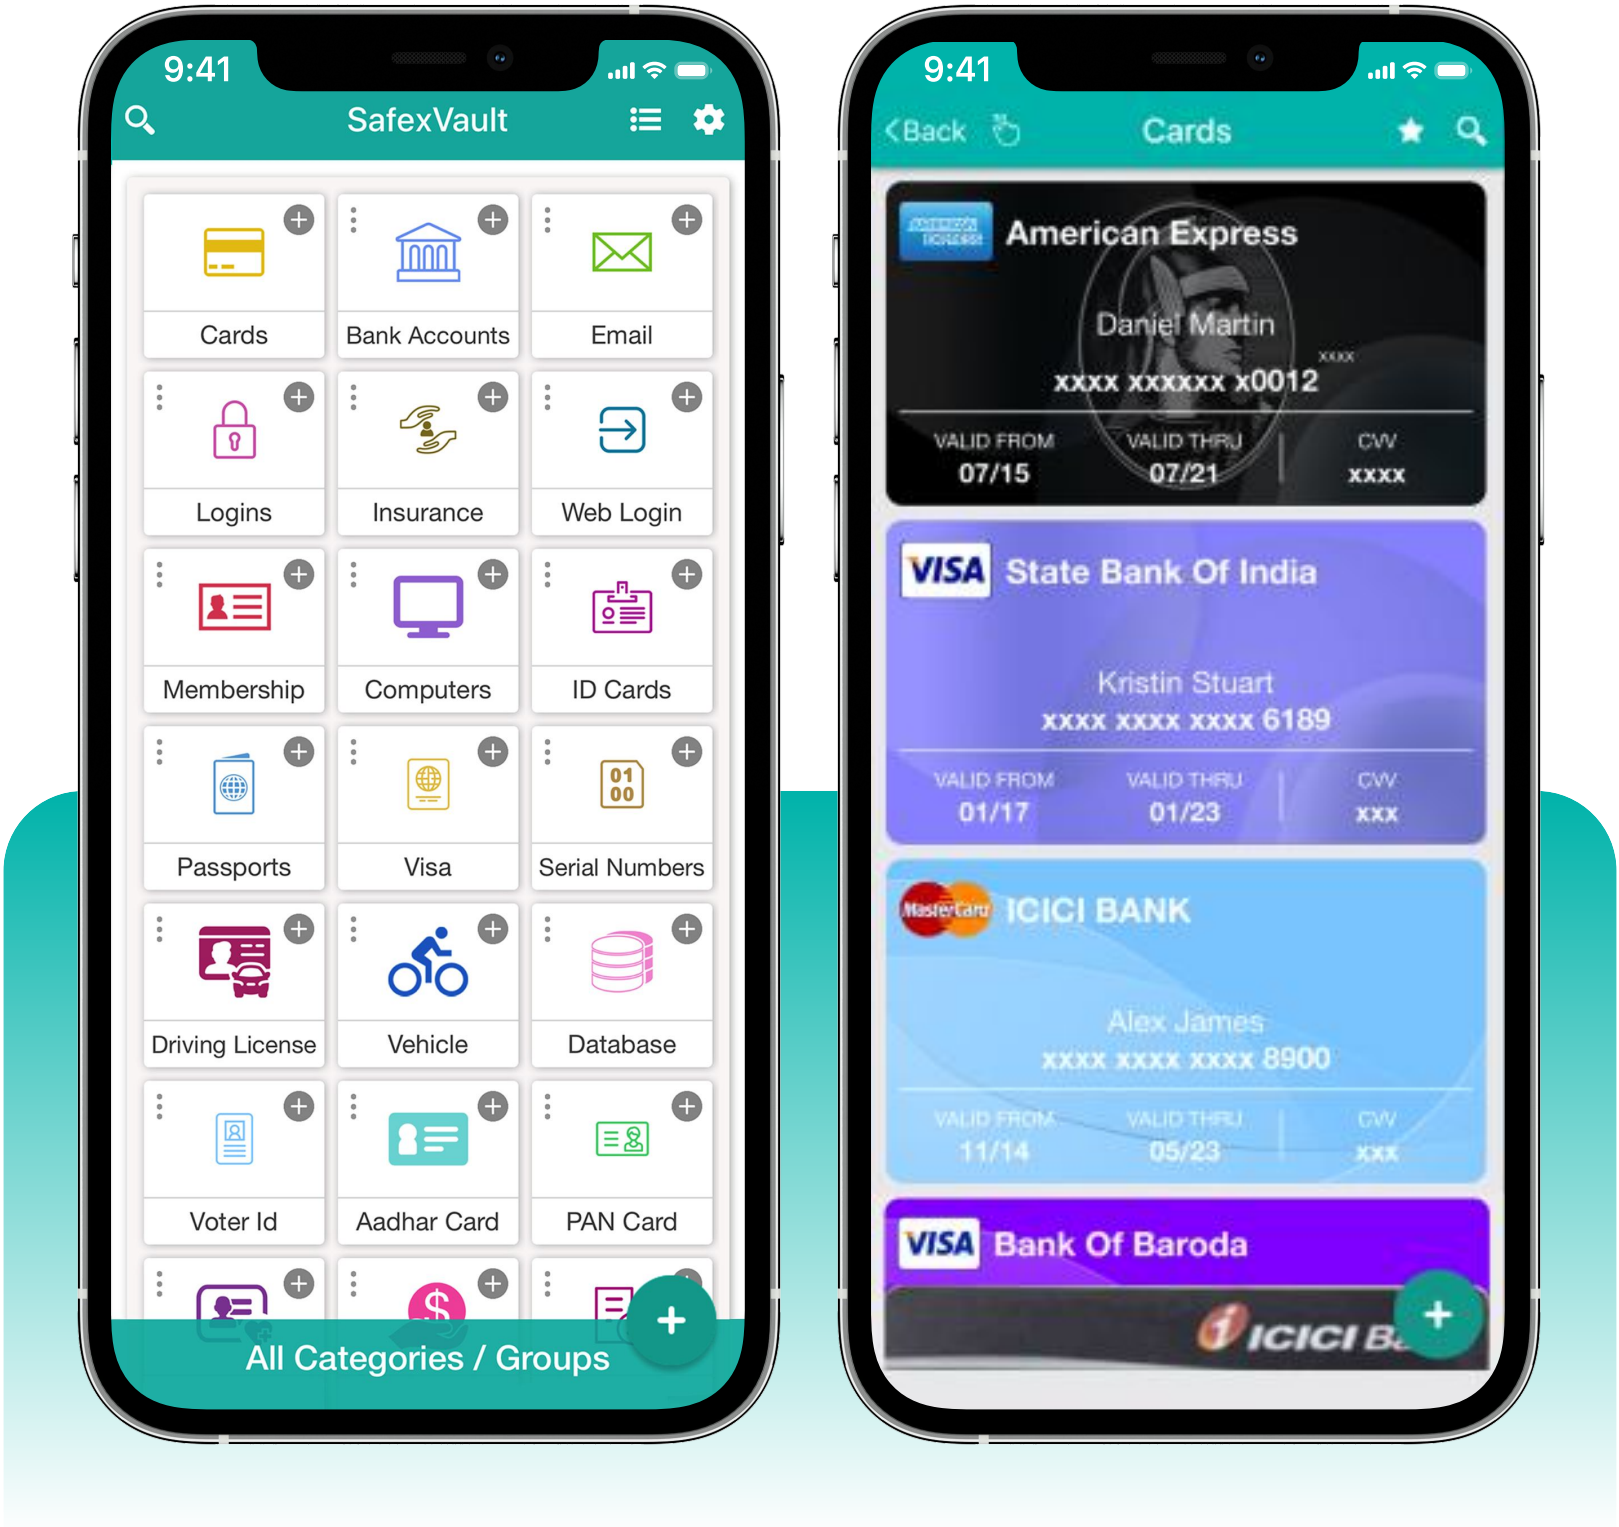 9:41
SafexVault
Cards
Bank Accounts
Email
Logins
Insurance
Web Login
Membership
Computers
ID Cards
Passports
Visa
01
00
Serial Numbers
Driving License
Vehicle
Database
Voter Id
Aadhar Card
PAN Card
$
All Categories / Groups
9:41
Back
Cards
AMERICAN
EXPRESS
American Express
Daniel Martin
xxxx
xxxx xxxxxx x0012
VALID FROM
VALID THRU
CVV
07/15
07/21
xxxx
VISA
State Bank Of India
Kristin Stuart
xxxx xxxx xxxx 6189
VALID FROM
VALID THRU
CVV
01/17
01/23
xxx
MasterCard
ICICI BANK
Alex James
xxxx xxxx xxxx 8900
VALID FROM
VALID THRU
CVV
11/14
05/23
xxx
VISA
Bank Of Baroda
ICICI Ba